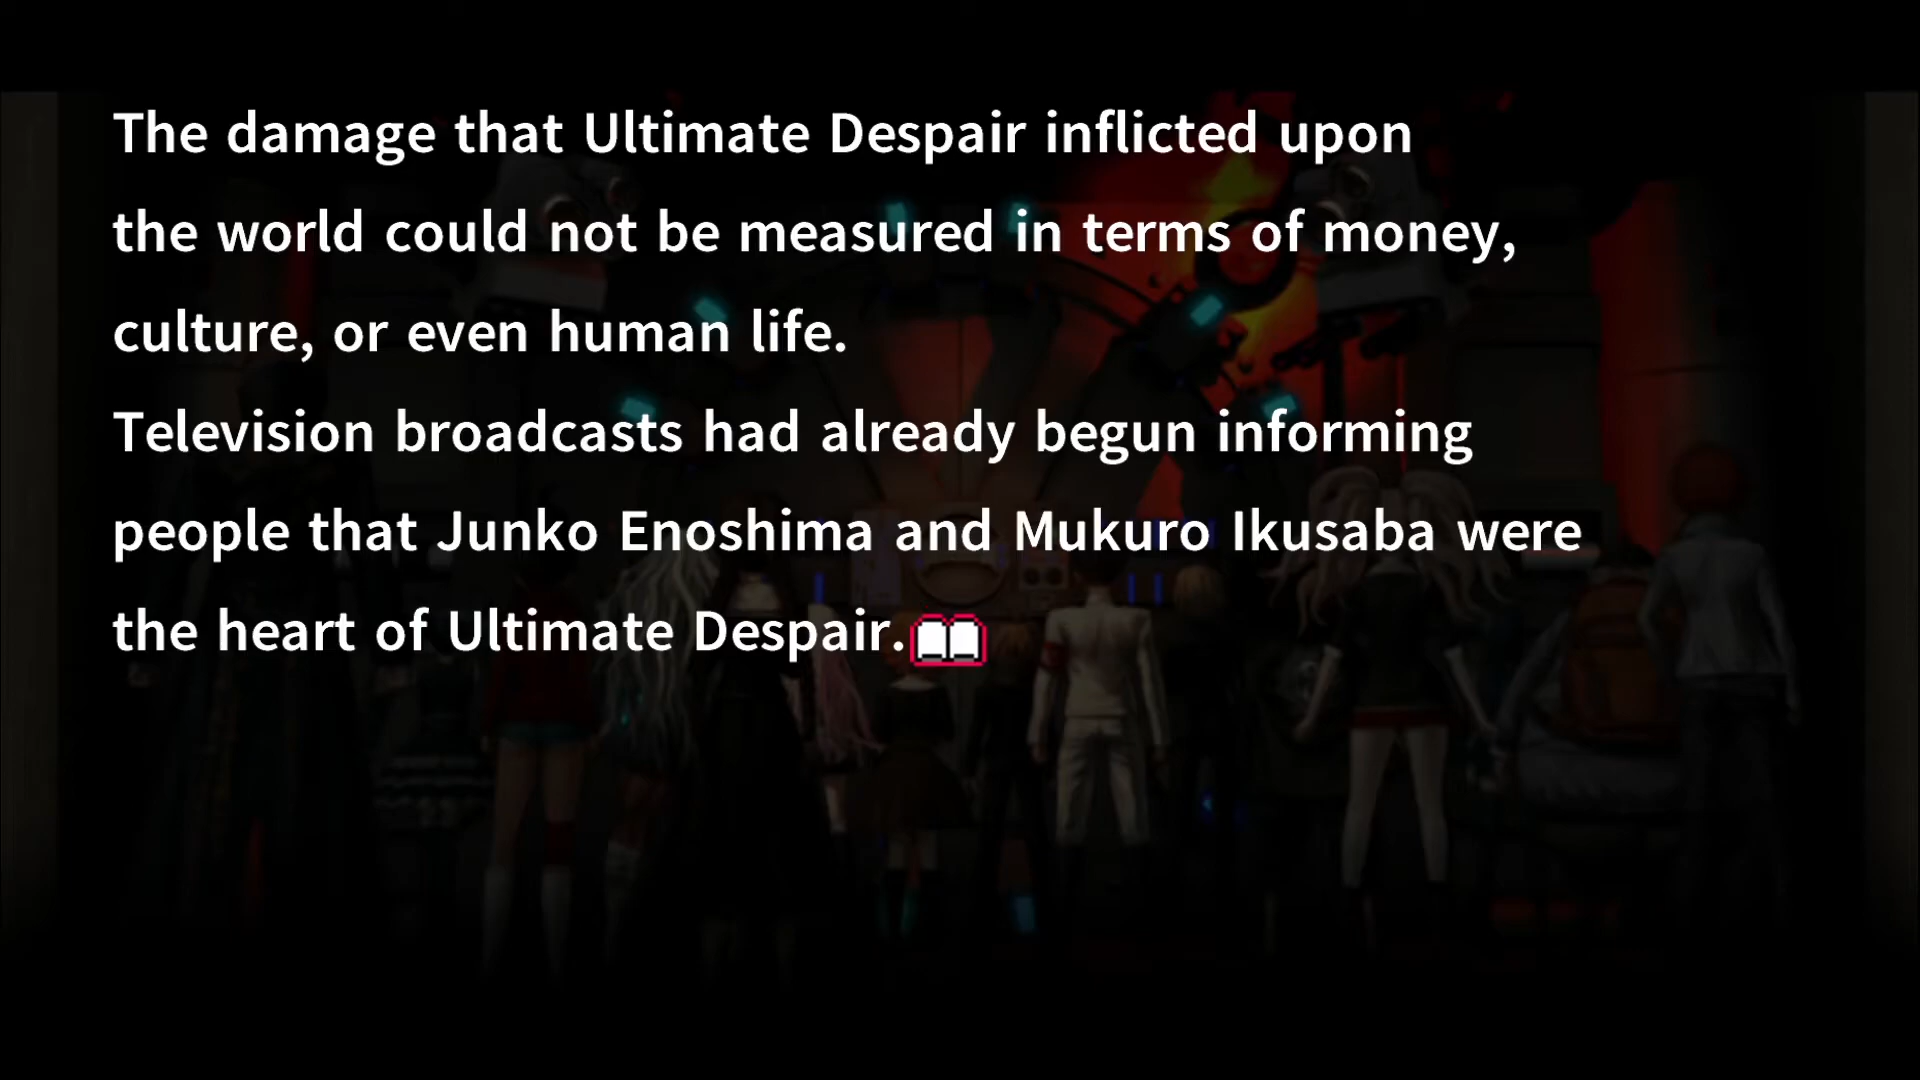 The damage that Ultimate Despair inflicted upon
the world could not be measured in terms of money,
culture, or even human life.
Television broadcasts had already begun informing
people that Junko Enoshima and Mukuro Ikusaba were
the heart of Ultimate Despair.